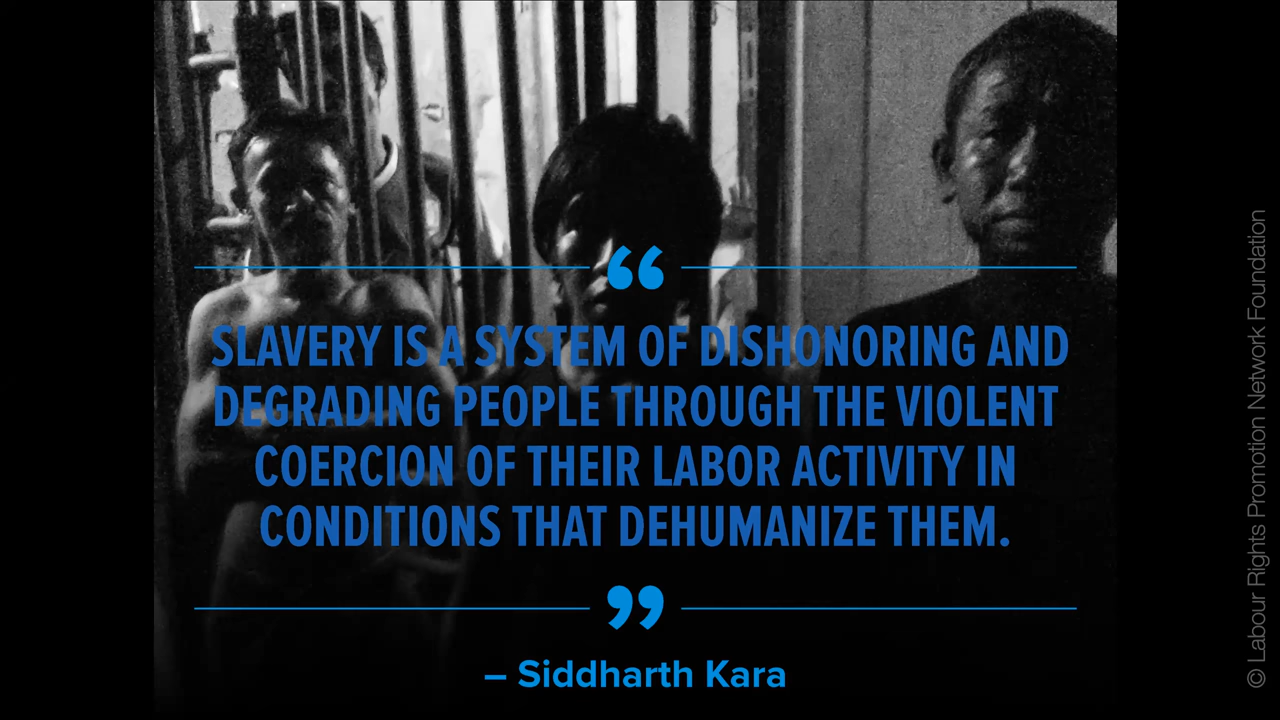 “
SLAVERY IS A SYSTEM OF DISHONORING AND
DEGRADING PEOPLE THROUGH THE VIOLENT
COERCION OF THEIR LABOR ACTIVITY IN
CONDITIONS THAT DEHUMANIZE THEM.
”
– Siddharth Kara
© Labour Rights Promotion Network Foundation